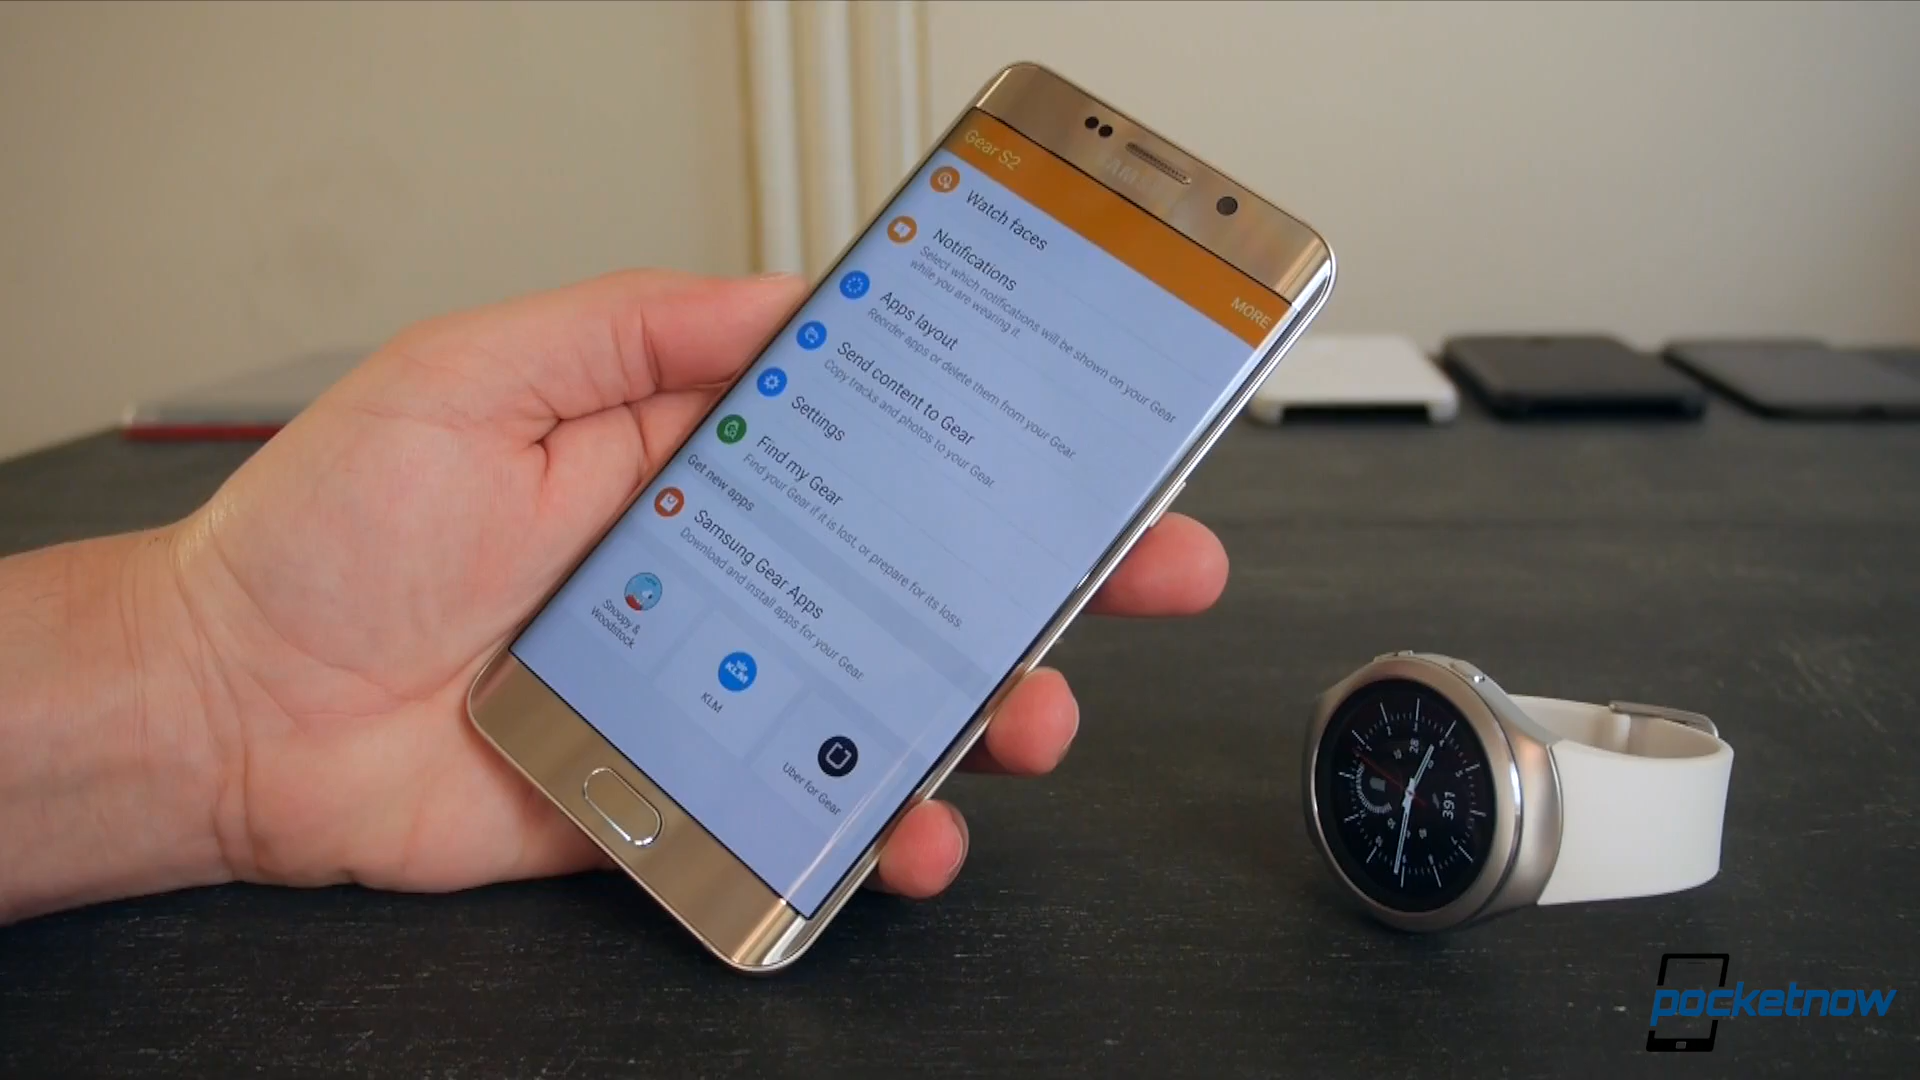 SAMSUNG
Gear S2
MORE
Watch faces
Notifications
Select which notifications will be shown on your Gear
while you are wearing it.
Apps layout
Reorder apps or delete them from your Gear
Send content to Gear
Copy tracks and photos to your Gear
Settings
Find my Gear
Find your Gear if it is lost, or prepare for its loss.
Get new apps
Samsung Gear Apps
Download and install apps for your Gear
Snoopy &
Woodstock
KLM
KLM
Uber for Gear
28
391
pocketnow